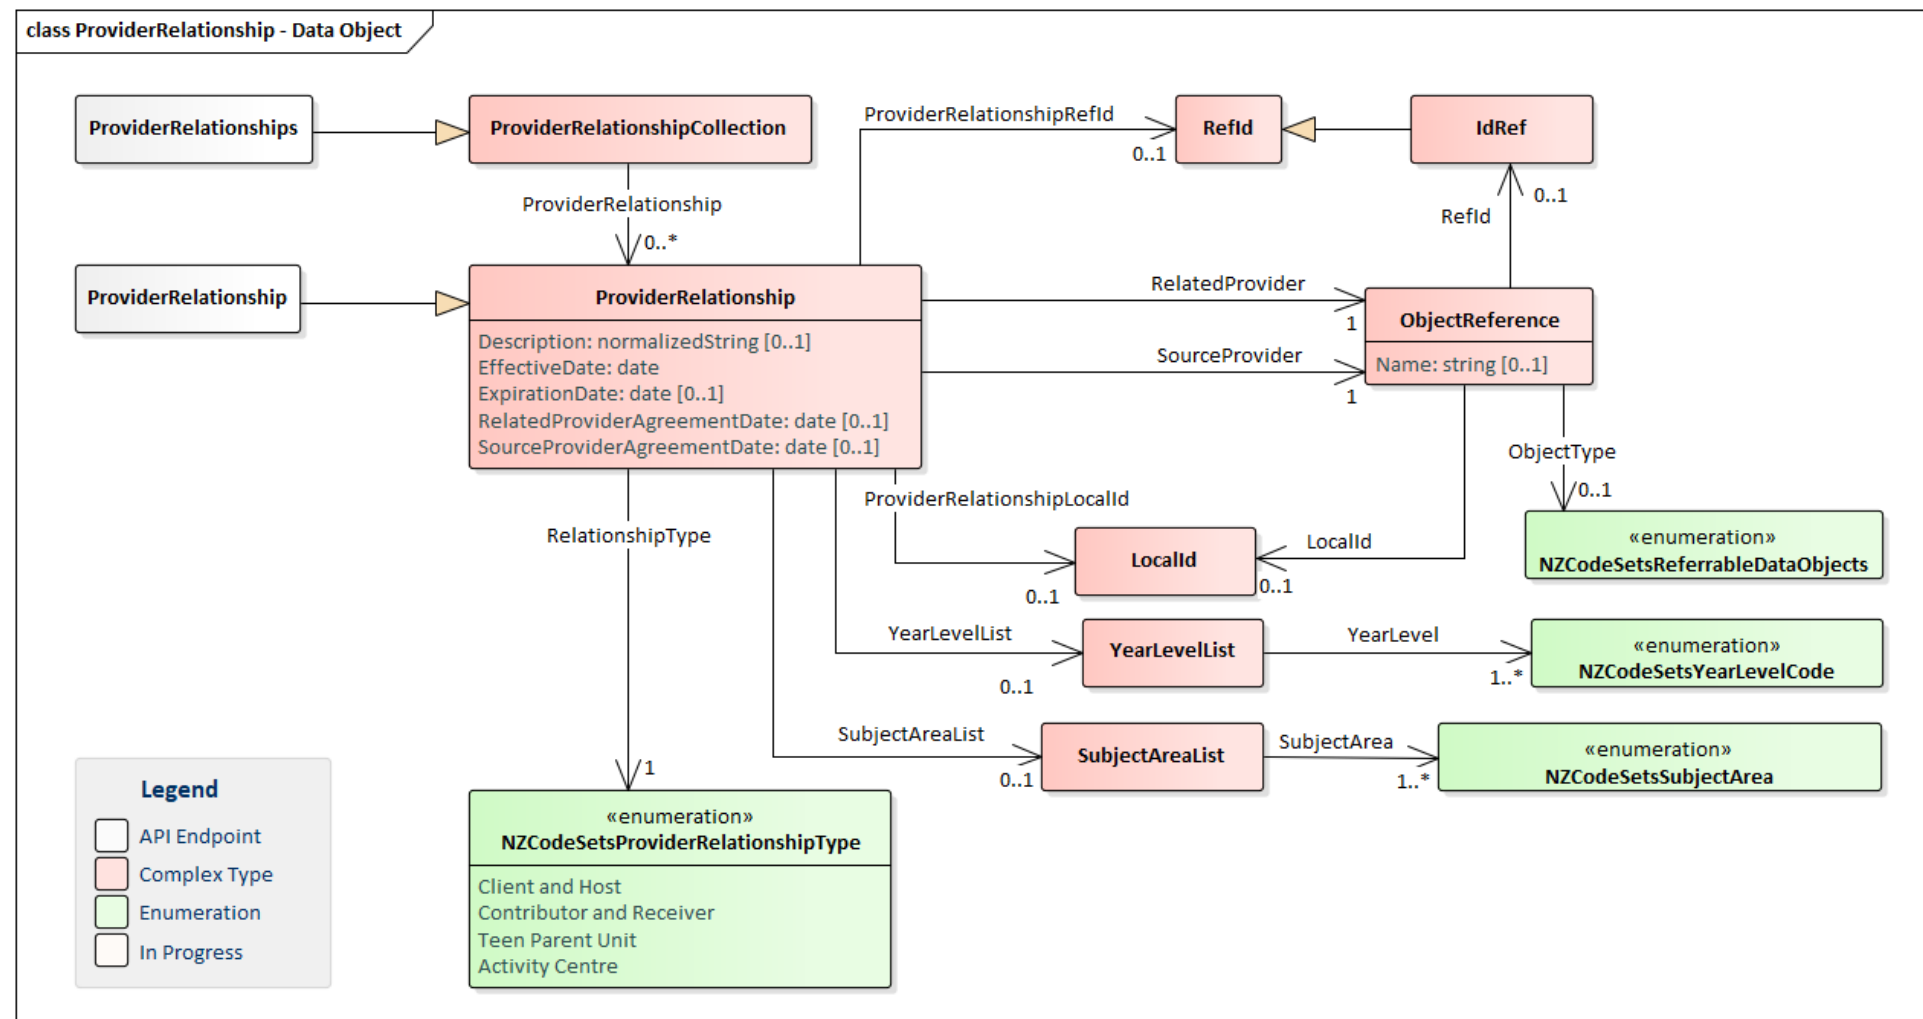 class ProviderRelationship - Data Object
ProviderRelationships
ProviderRelationshipCollection
ProviderRelationshipRefId
0..1
RefId
IdRef
0..1
RefId
ProviderRelationship
0..*
ProviderRelationship
ProviderRelationship
Description: normalizedString [0..1]
EffectiveDate: date
ExpirationDate: date [0..1]
RelatedProviderAgreementDate: date [0..1]
SourceProviderAgreementDate: date [0..1]
RelatedProvider
1
SourceProvider
1
ObjectReference
Name: string [0..1]
ObjectType
0..1
«enumeration»
NZCodeSetsReferrableDataObjects
ProviderRelationshipLocalId
0..1
LocalId
LocalId
0..1
RelationshipType
1
YearLevelList
0..1
YearLevelList
YearLevel
1..*
«enumeration»
NZCodeSetsYearLevelCode
SubjectAreaList
0..1
SubjectAreaList
SubjectArea
1..*
«enumeration»
NZCodeSetsSubjectArea
«enumeration»
NZCodeSetsProviderRelationshipType
Client and Host
Contributor and Receiver
Teen Parent Unit
Activity Centre
Legend
API Endpoint
Complex Type
Enumeration
In Progress